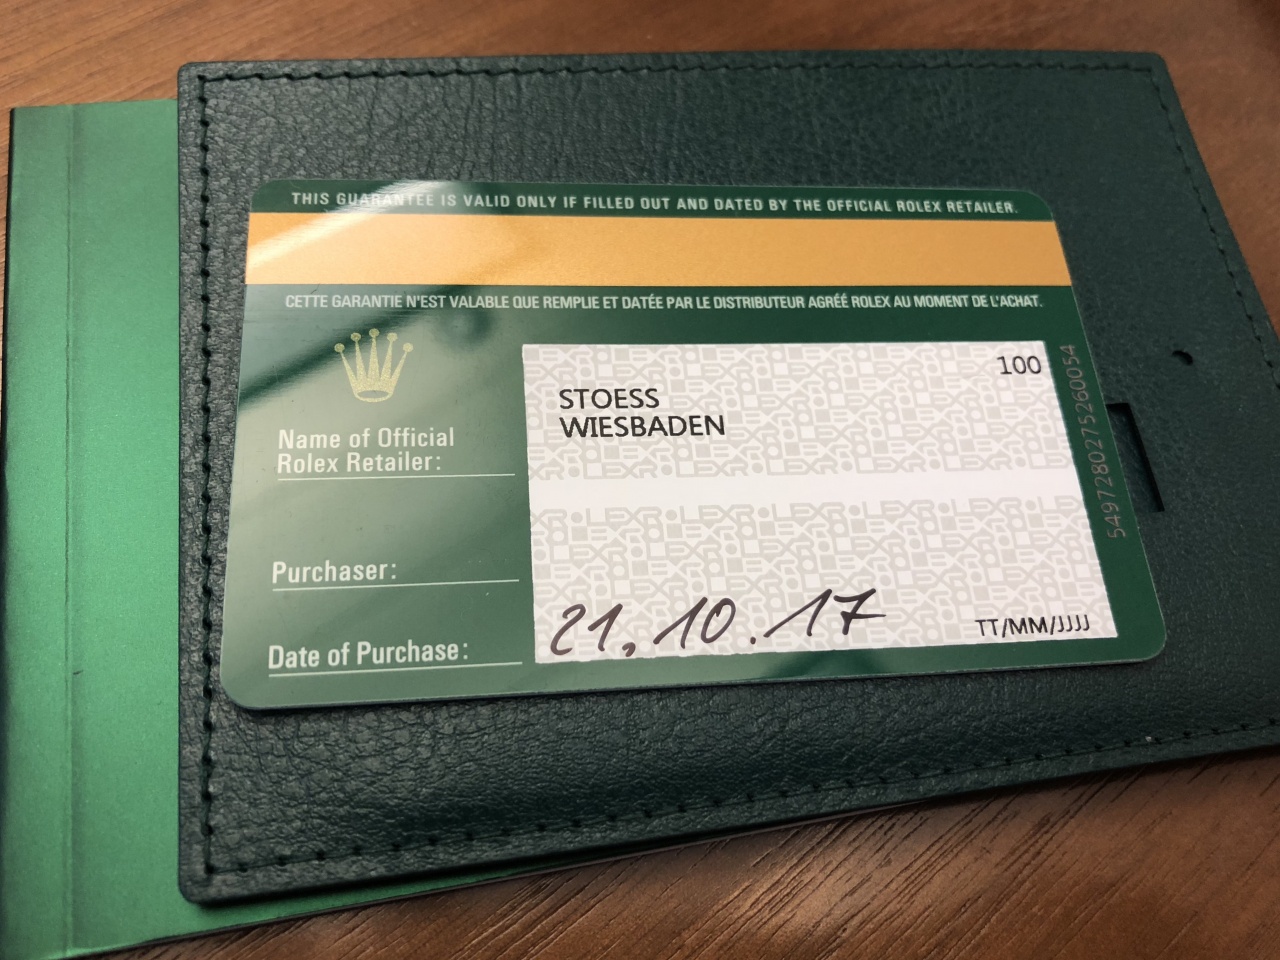 THIS GUARANTEE IS VALID ONLY IF FILLED OUT AND DATED BY THE OFFICIAL ROLEX RETAILER.
CETTE GARANTIE N'EST VALABLE QUE REMPLIE ET DATÉE PAR LE DISTRIBUTEUR AGRÉÉ ROLEX AU MOMENT DE L'ACHAT.
100
STOESS
WIESBADEN
Name of Official
Rolex Retailer:
Purchaser:
Date of Purchase:
21.10.17
TT/MM/JJJJ
5497280275260054